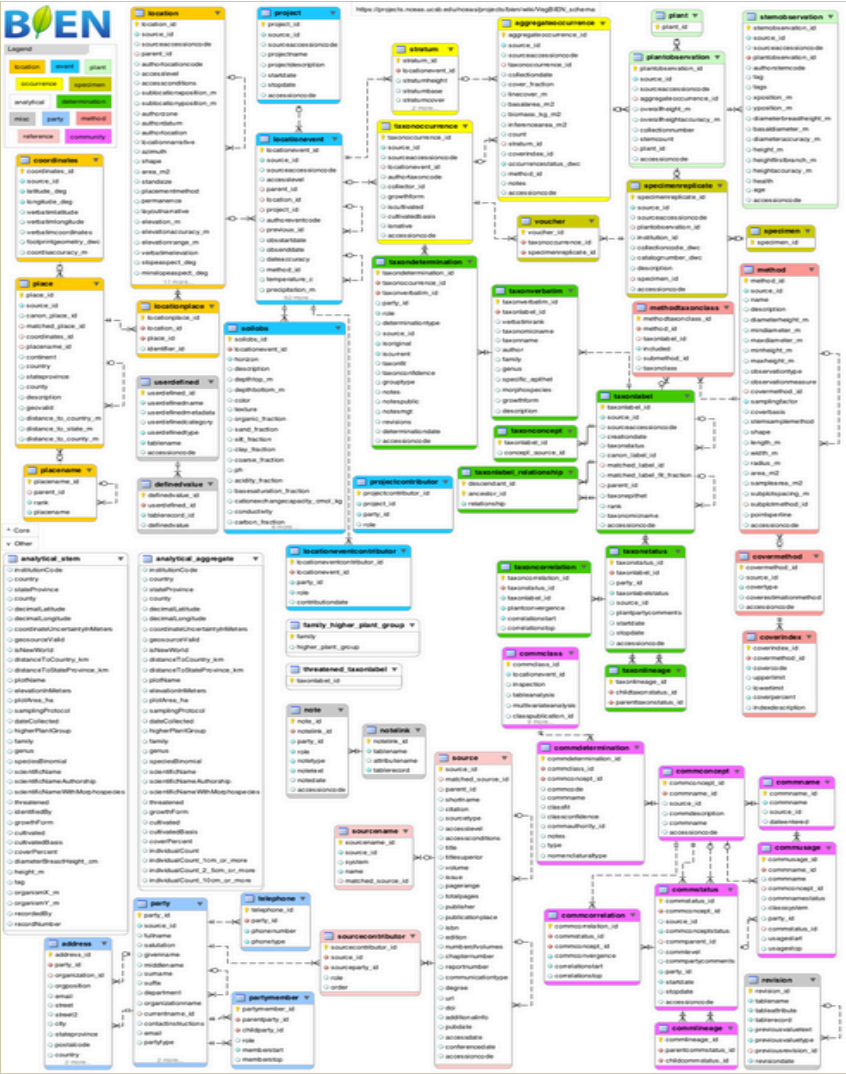 BIEN
https://projects.nceas.ucsb.edu/nceas/projects/bien/wiki/VegBIEN_schema
Legend
location
event
plant
occurrence
specimen
analytical
determination
misc
party
method
reference
community
location
location_id
source_id
sourceaccessioncode
parent_id
authorlocationcode
accesslevel
accessconditions
sublocationxposition_m
sublocationyposition_m
authorzone
authordatum
authorlocation
locationnarrative
azimuth
shape
area_m2
standsize
placementmethod
permanence
layoutnarrative
elevation_m
elevationaccuracy_m
elevationrange_m
verbatimelevation
slopeaspect_deg
minslopeaspect_deg
project
project_id
source_id
sourceaccessioncode
projectname
projectdescription
startdate
stopdate
accessioncode
stratum
stratum_id
locationevent_id
stratumheight
stratumbase
stratumcover
2 more...
aggregateoccurrence
aggregateoccurrence_id
source_id
sourceaccessioncode
taxonoccurrence_id
collectiondate
cover_fraction
linecover_m
basalarea_m2
biomass_kg_m2
inferencearea_m2
count
stratum_id
coverindex_id
occurrencestatus_dwc
method_id
notes
accessioncode
plant
plant_id
plantobservation
plantobservation_id
source_id
sourceaccessioncode
aggregateoccurrence_id
overallheight_m
overallheightaccuracy_m
collectionnumber
stemcount
plant_id
accessioncode
stemobservation
stemobservation_id
source_id
sourceaccessioncode
plantobservation_id
authorstemcode
tag
tags
xposition_m
yposition_m
diameterbreastheight_m
basaldiameter_m
diameteraccuracy_m
height_m
heightfirstbranch_m
heightaccuracy_m
health
age
accessioncode
locationevent
locationevent_id
source_id
sourceaccessioncode
accesslevel
parent_id
location_id
project_id
authoreventcode
previous_id
obsstartdate
obsenddate
dateaccuracy
method_id
temperature_c
precipitation_m
taxonoccurrence
taxonoccurrence_id
source_id
sourceaccessioncode
locationevent_id
authortaxoncode
collector_id
growthform
iscultivated
cultivatedbasis
isnative
accessioncode
coordinates
coordinates_id
source_id
latitude_deg
longitude_deg
verbatimlatitude
verbatimlongitude
verbatimcoordinates
footprintgeometry_dwc
coordsaccuracy_m
voucher
voucher_id
taxonoccurrence_id
specimenreplicate_id
specimenreplicate
specimenreplicate_id
source_id
sourceaccessioncode
plantobservation_id
institution_id
collectioncode_dwc
catalognumber_dwc
description
specimen_id
accessioncode
specimen
specimen_id
place
place_id
source_id
canon_place_id
matched_place_id
coordinates_id
placename_id
continent
country
stateprovince
county
description
geovalid
distance_to_country_m
distance_to_state_m
distance_to_county_m
locationplace
locationplace_id
location_id
place_id
identifier_id
userdefined
userdefined_id
userdefinedname
userdefinedmetadata
userdefinedcategory
userdefinedtype
tablename
accessioncode
definedvalue
definedvalue_id
userdefined_id
tablerecord_id
definedvalue
placename
placename_id
parent_id
rank
placename
soilobs
soilobs_id
locationevent_id
horizon
description
depthtop_m
depthbottom_m
color
texture
organic_fraction
sand_fraction
silt_fraction
clay_fraction
coarse_fraction
ph
acidity_fraction
basesaturation_fraction
cationexchangecapacity_cmol_kg
conductivity
carbon_fraction
taxondetermination
taxondetermination_id
taxonoccurrence_id
taxonverbatim_id
party_id
role
determinationtype
source_id
isoriginal
iscurrent
taxonfit
taxonconfidence
grouptype
notes
notespublic
notesmgt
revisions
determinationdate
accessioncode
taxonverbatim
taxonverbatim_id
taxonlabel_id
verbatimrank
taxonomicname
taxonname
author
family
genus
specific_epithet
morphospecies
growthform
description
methodtaxonclass
methodtaxonclass_id
method_id
taxonlabel_id
included
submethod_id
taxonclass
method
method_id
source_id
name
description
diameterheight_m
mindiameter_m
maxdiameter_m
minheight_m
maxheight_m
observationtype
observationmeasure
covermethod_id
samplingfactor
coverbasis
stemsamplemethod
shape
length_m
width_m
radius_m
area_m2
samplearea_m2
subplotspacing_m
subplotmethod_id
pointsperline
accessioncode
taxonconcept
taxonlabel_id
concept_source_id
taxonlabel
taxonlabel_id
source_id
sourceaccessioncode
creationdate
taxonstatus
canon_label_id
matched_label_id
matched_label_fit_fraction
parent_id
taxonepithet
rank
taxonomicname
accessioncode
taxonlabel_relationship
descendant_id
ancestor_id
relationship
projectcontributor
projectcontributor_id
project_id
party_id
role
Core
Other
analytical_stem
institutionCode
country
stateProvince
county
decimalLatitude
decimalLongitude
coordinateUncertaintyInMeters
geosourceValid
isNewWorld
distanceToCountry_km
distanceToStateProvince_km
plotName
elevationInMeters
plotArea_ha
samplingProtocol
dateCollected
higherPlantGroup
family
genus
speciesBinomial
scientificName
scientificNameAuthorship
scientificNameWithMorphospecies
threatened
identifiedBy
growthForm
cultivated
cultivatedBasis
coverPercent
diameterBreastHeight_cm
height_m
tag
organismX_m
organismY_m
recordedBy
recordNumber
analytical_aggregate
institutionCode
country
stateProvince
county
decimalLatitude
decimalLongitude
coordinateUncertaintyInMeters
geosourceValid
isNewWorld
distanceToCountry_km
distanceToStateProvince_km
plotName
elevationInMeters
plotArea_ha
samplingProtocol
dateCollected
higherPlantGroup
family
genus
speciesBinomial
scientificName
scientificNameAuthorship
scientificNameWithMorphospecies
threatened
growthForm
cultivated
cultivatedBasis
coverPercent
individualCount
individualCount_1cm_or_more
individualCount_2_5cm_or_more
individualCount_10cm_or_more
locationeventcontributor
locationeventcontributor_id
locationevent_id
party_id
role
contributiondate
family_higher_plant_group
family
higher_plant_group
threatened_taxonlabel
taxonlabel_id
taxoncorrelation
taxoncorrelation_id
taxonstatus_id
taxonlabel_id
plantconvergence
correlationstart
correlationstop
taxonstatus
taxonstatus_id
taxonlabel_id
party_id
taxonlabelstatus
source_id
plantpartycomments
startdate
stopdate
accessioncode
taxonlineage
taxonlineage_id
childtaxonstatus_id
parenttaxonstatus_id
covermethod
covermethod_id
source_id
covertype
coverestimationmethod
accessioncode
coverindex
coverindex_id
covermethod_id
covercode
upperlimit
lowerlimit
coverpercent
indexdescription
commclass
commclass_id
locationevent_id
inspection
tableanalysis
multivariateanalysis
classpublication_id
note
note_id
notelink_id
party_id
role
notetype
notetext
notedate
accessioncode
notelink
notelink_id
tablename
attributename
tablerecord
source
source_id
matched_source_id
parent_id
shortname
citation
sourcetype
accesslevel
accessconditions
title
titlesuperior
volume
issue
pagerange
totalpages
publisher
publicationplace
isbn
edition
numberofvolumes
chapternumber
reportnumber
communicationtype
degree
url
doi
additionalinfo
pubdate
accessdate
conferencedate
accessioncode
commdetermination
commdetermination_id
commclass_id
commconcept_id
commcode
commname
classfit
classconfidence
commauthority_id
notes
type
nomenclaturaltype
commconcept
commconcept_id
commname_id
source_id
commdescription
commname
accessioncode
commname
commname_id
commname
source_id
dateentered
commusage
commusage_id
commname_id
commname
commconcept_id
commnamestatus
classsystem
party_id
commstatus_id
usagestart
usagestop
sourcename
sourcename_id
source_id
system
name
matched_source_id
commstatus
commstatus_id
commconcept_id
source_id
commconceptstatus
commparent_id
commlevel
commpartycomments
party_id
startdate
stopdate
accessioncode
commcorrelation
commcorrelation_id
commstatus_id
commconcept_id
commconvergence
correlationstart
correlationstop
commlineage
commlineage_id
parentcommstatus_id
childcommstatus_id
party
party_id
source_id
fullname
salutation
givenname
middlename
surname
suffix
department
organizationname
currentname_id
contactinstructions
email
partytype
2 more...
telephone
telephone_id
party_id
phonenumber
phonetype
address
address_id
party_id
organization_id
orgposition
email
street
street2
city
stateprovince
postalcode
country
2 more...
sourcecontributor
sourcecontributor_id
source_id
sourceparty_id
role
order
partymember
partymember_id
parentparty_id
childparty_id
role
memberstart
memberstop
revision
revision_id
tablename
tableattribute
tablerecord
previousvaluetext
previousvaluetype
previousrevision_id
revisiondate